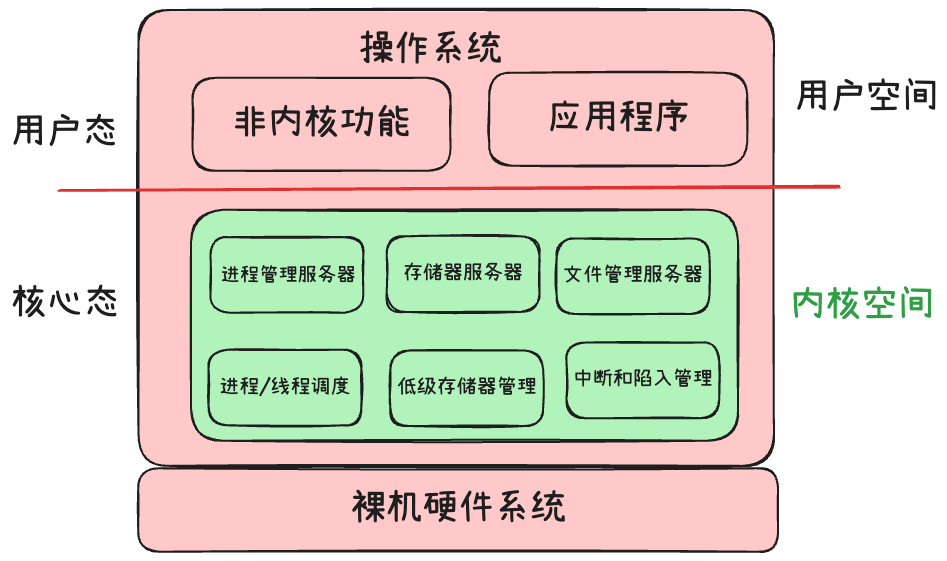 操作系统
用户空间
非内核功能
应用程序
用户态
进程管理服务器
存储器服务器
文件管理服务器
核心态
内核空间
进程/线程调度
低级存储器管理
中断和陷入管理
裸机硬件系统